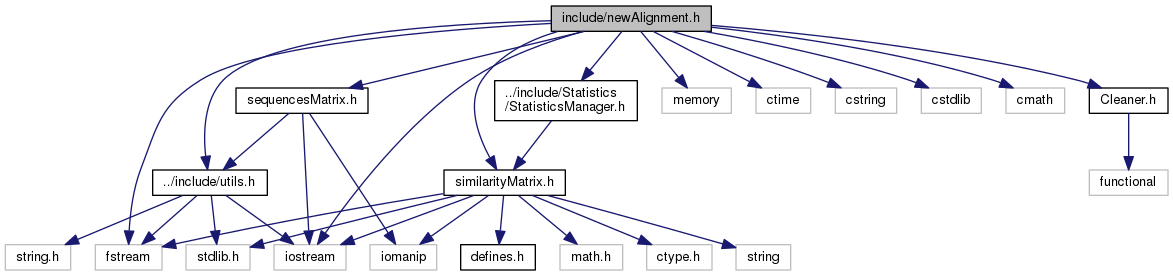 include/newAlignment.h
sequencesMatrix.h
../include/Statistics
/StatisticsManager.h
memory
ctime
cstring
cstdlib
cmath
Cleaner.h
../include/utils.h
similarityMatrix.h
functional
string.h
fstream
stdlib.h
iostream
iomanip
defines.h
math.h
ctype.h
string